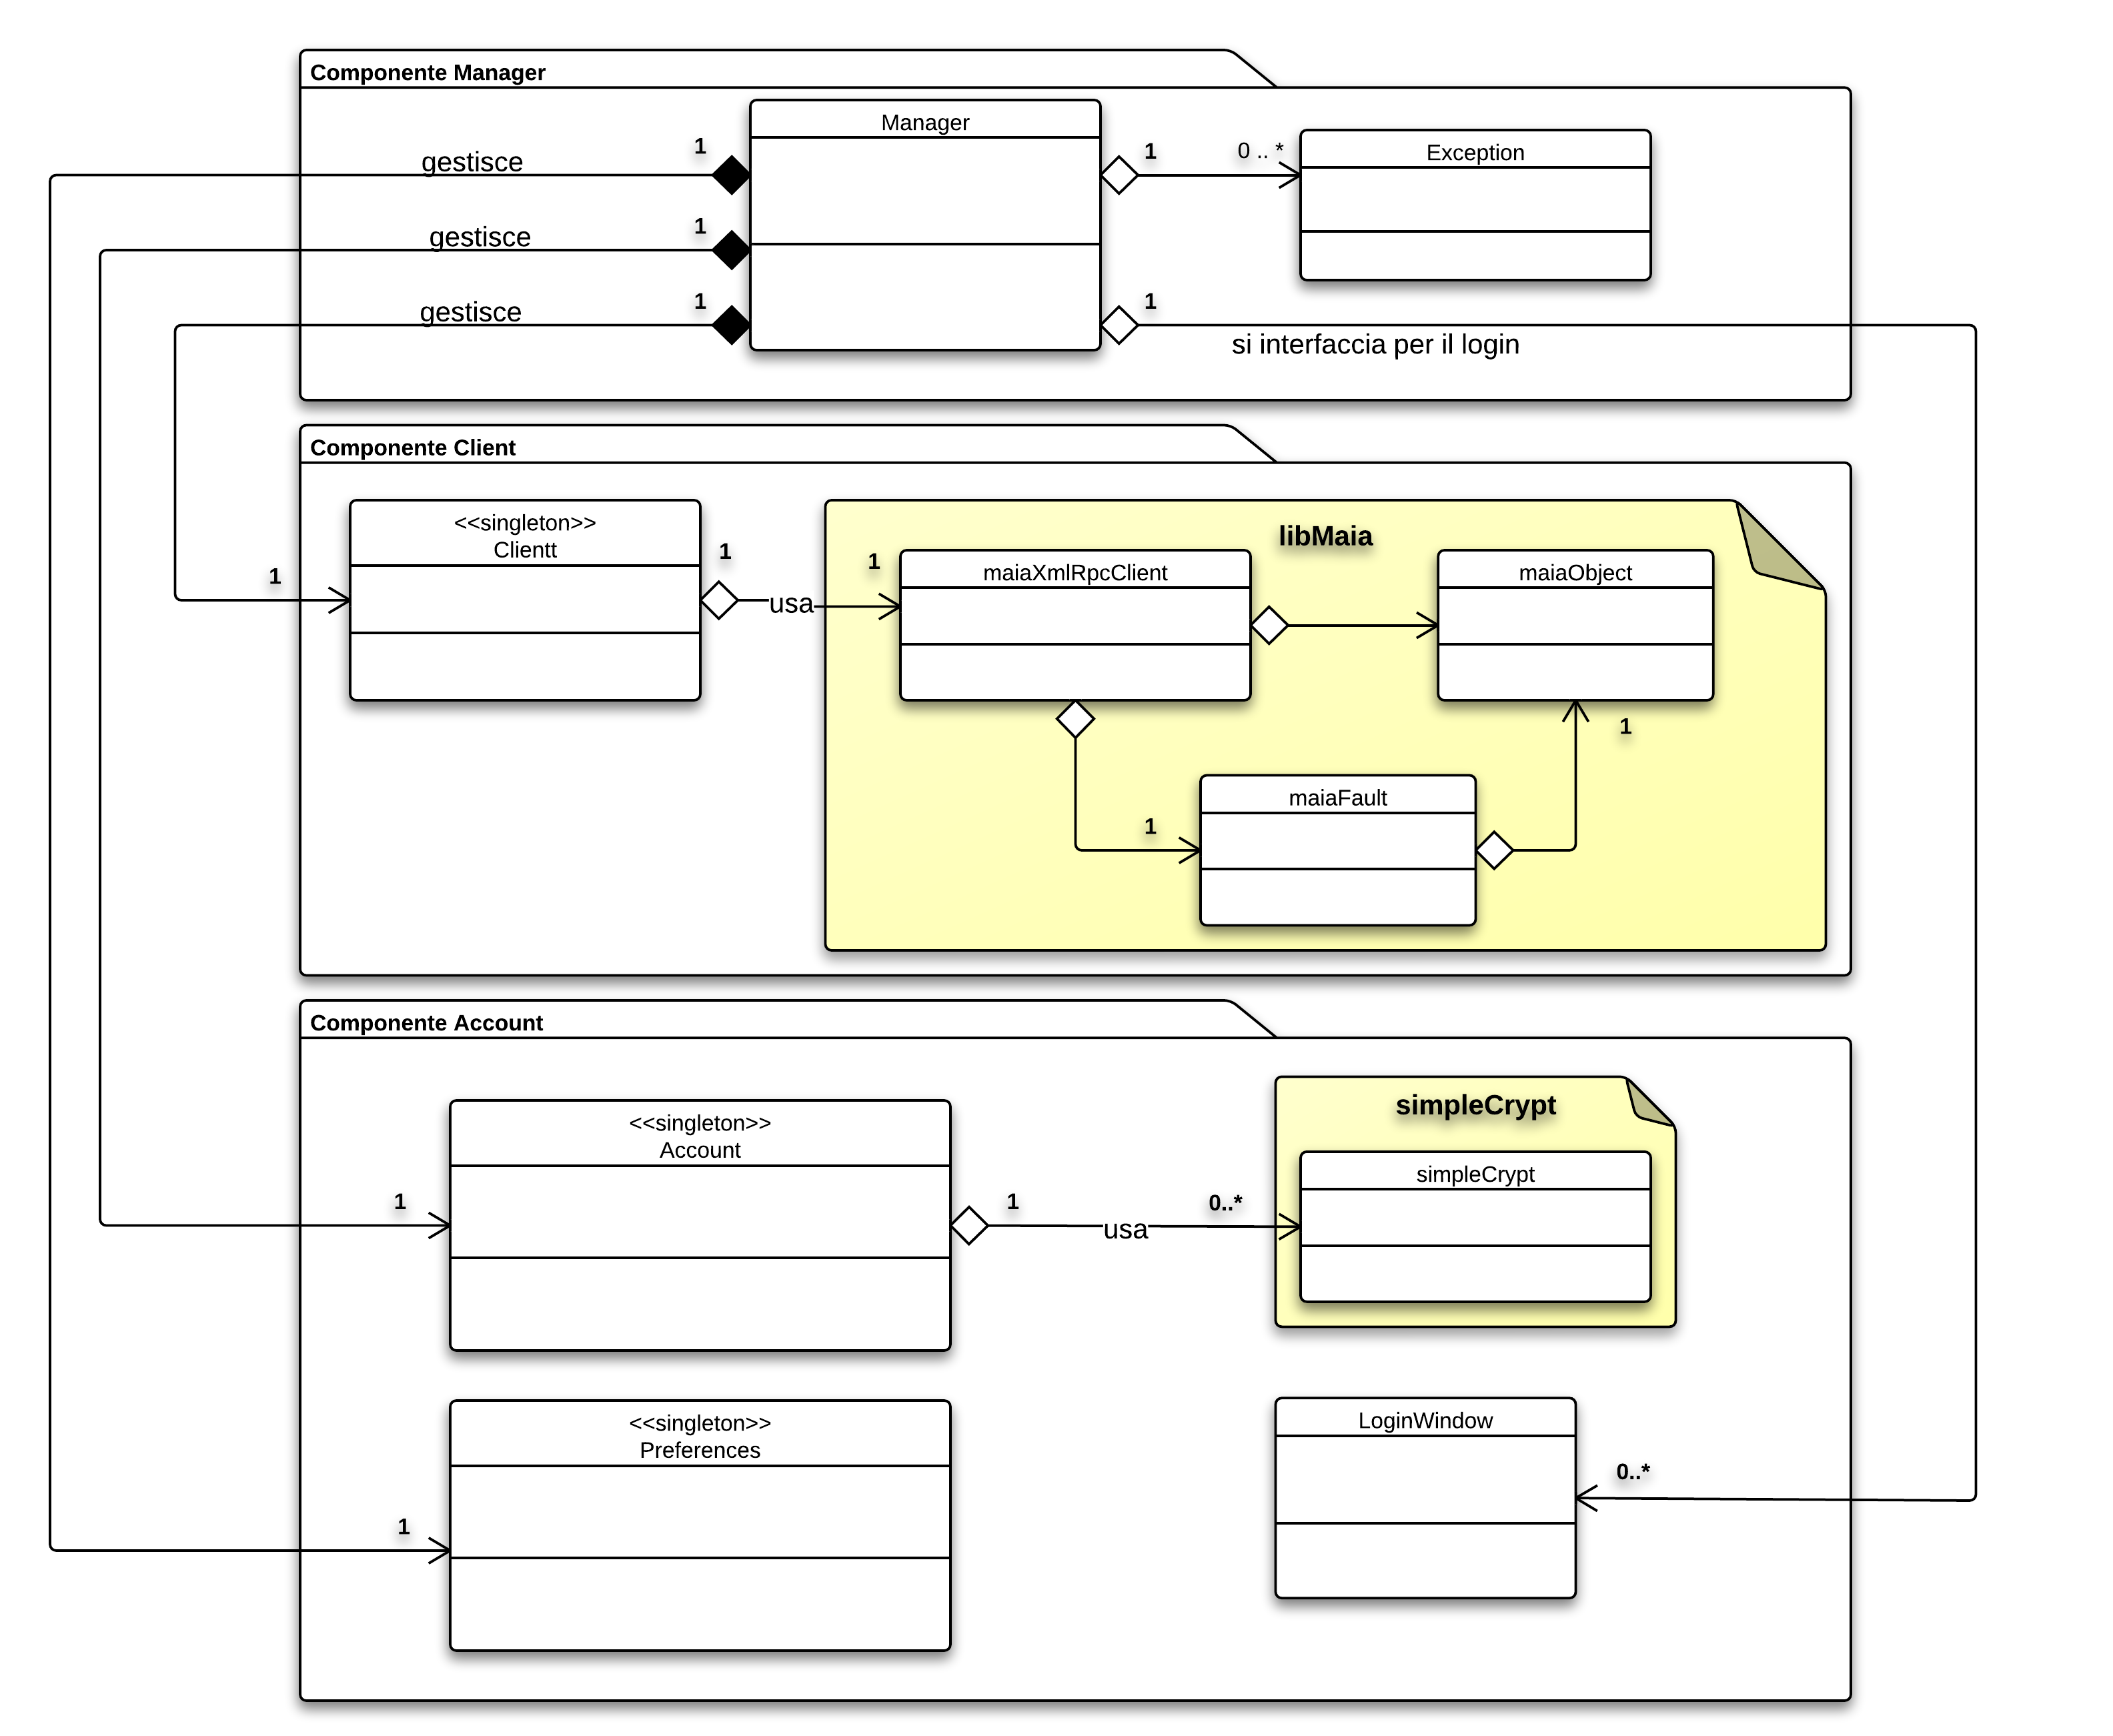 Componente Manager
Manager
gestisce
1
gestisce
1
gestisce
1
1
0 .. *
Exception
1
si interfaccia per il login
Componente Client
<<singleton>>
Clientt
1
1
usa
libMaia
1
maiaXmlRpcClient
maiaObject
1
maiaFault
1
Componente Account
<<singleton>>
Account
1
1
usa
0..*
simpleCrypt
simpleCrypt
<<singleton>>
Preferences
1
LoginWindow
0..*